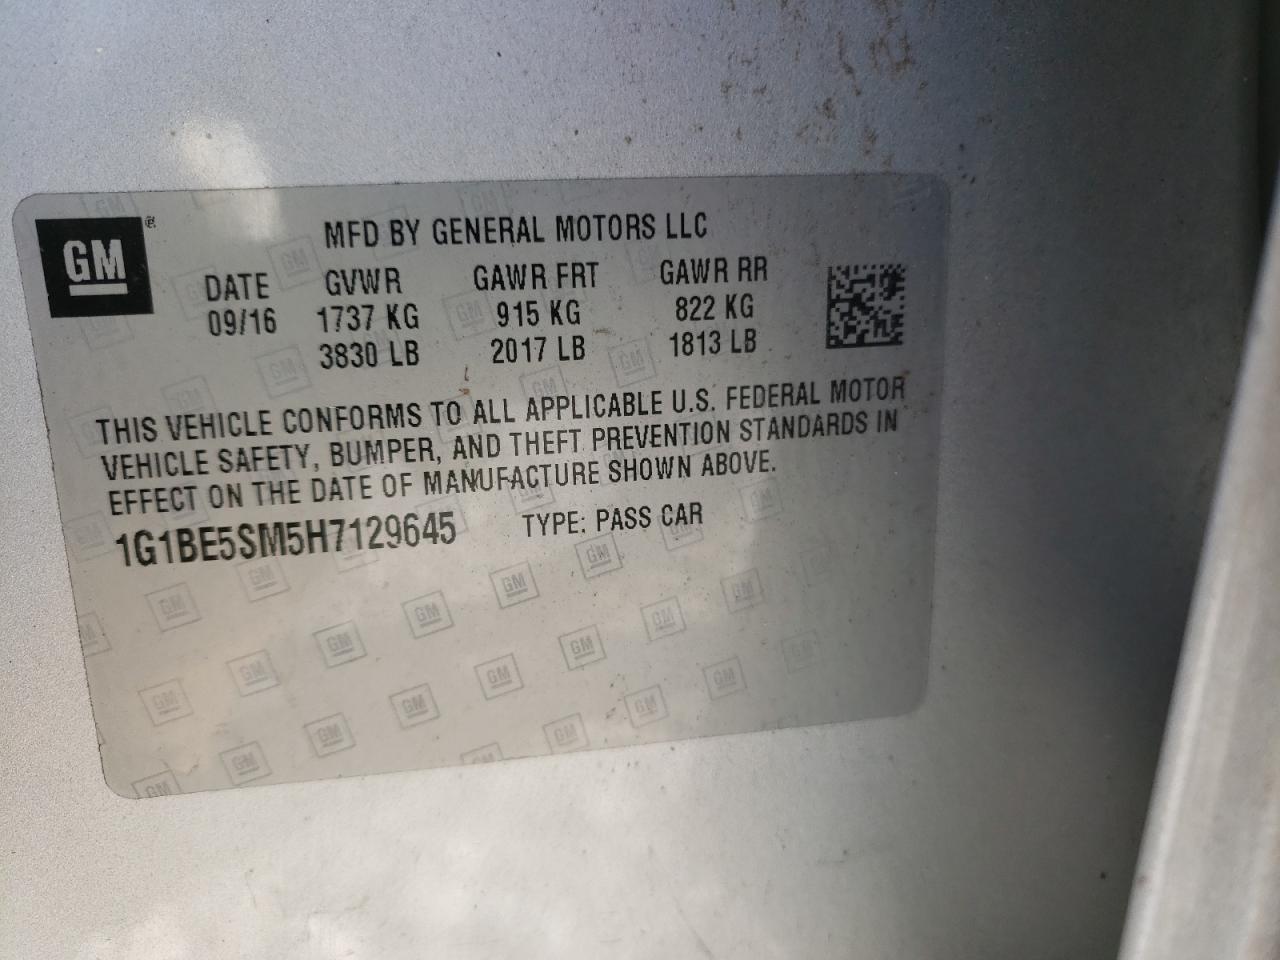 GM ®
MFD BY GENERAL MOTORS LLC
DATE GVWR GAWR FRT GAWR RR
09/16 1737 KG 915 KG 822 KG
3830 LB 2017 LB 1813 LB
THIS VEHICLE CONFORMS TO ALL APPLICABLE U.S. FEDERAL MOTOR
VEHICLE SAFETY, BUMPER, AND THEFT PREVENTION STANDARDS IN
EFFECT ON THE DATE OF MANUFACTURE SHOWN ABOVE.
1G1BE5SM5H7129645 TYPE: PASS CAR